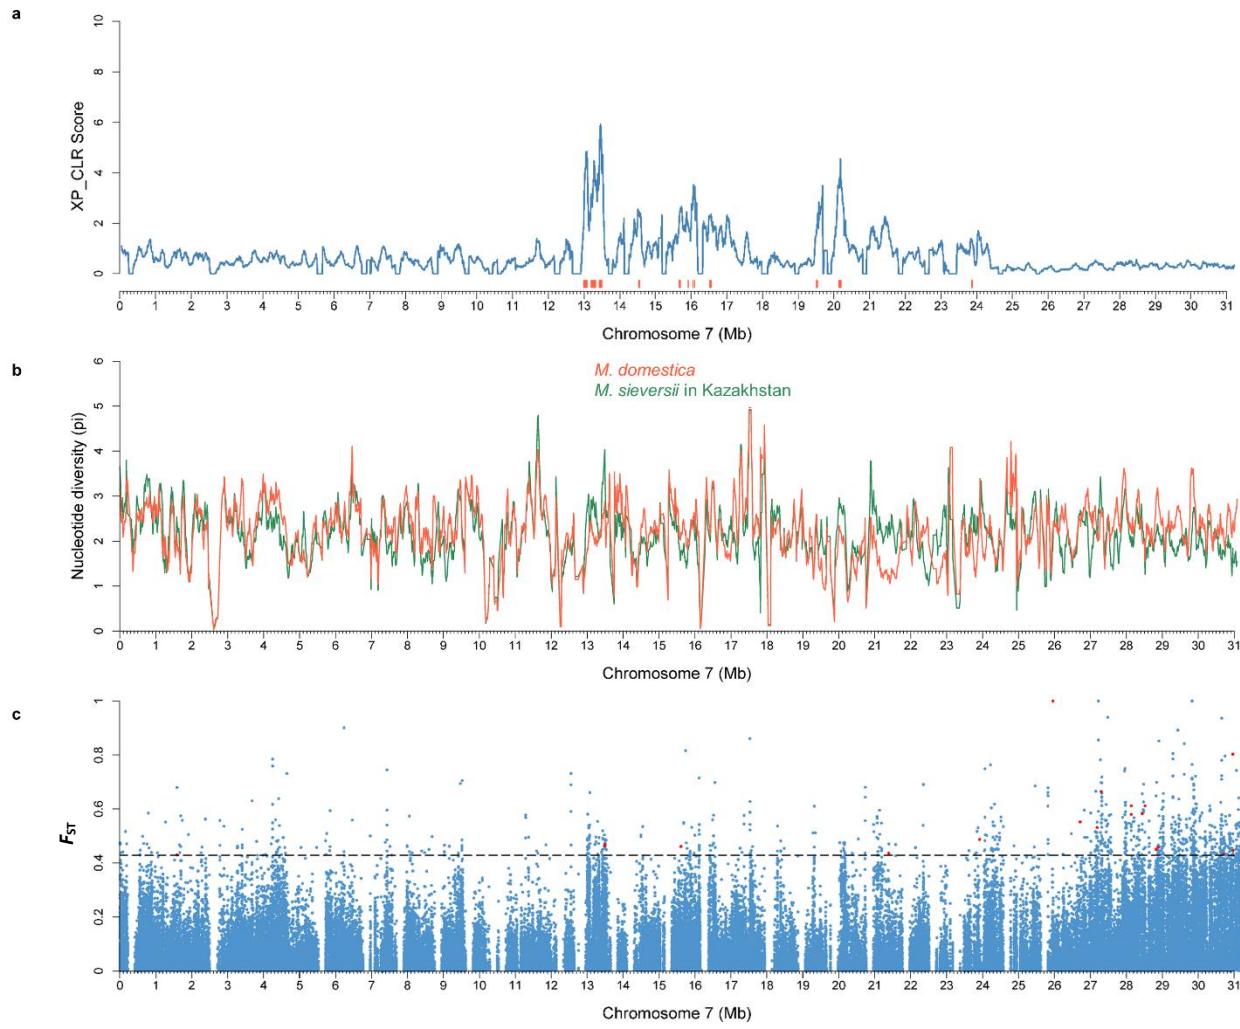 a
10
8
6
4
2
0
XP_CLR Score
0 1 2 3 4 5 6 7 8 9 10 11 12 13 14 15 16 17 18 19 20 21 22 23 24 25 26 27 28 29 30 31
Chromosome 7 (Mb)
b
M. domestica
M. sieversii in Kazakhstan
6
5
4
3
2
1
0
Nucleotide diversity (pi)
0 1 2 3 4 5 6 7 8 9 10 11 12 13 14 15 16 17 18 19 20 21 22 23 24 25 26 27 28 29 30 31
Chromosome 7 (Mb)
c
1
0.8
0.6
0.4
0.2
0
FST
0 1 2 3 4 5 6 7 8 9 10 11 12 13 14 15 16 17 18 19 20 21 22 23 24 25 26 27 28 29 30 31
Chromosome 7 (Mb)